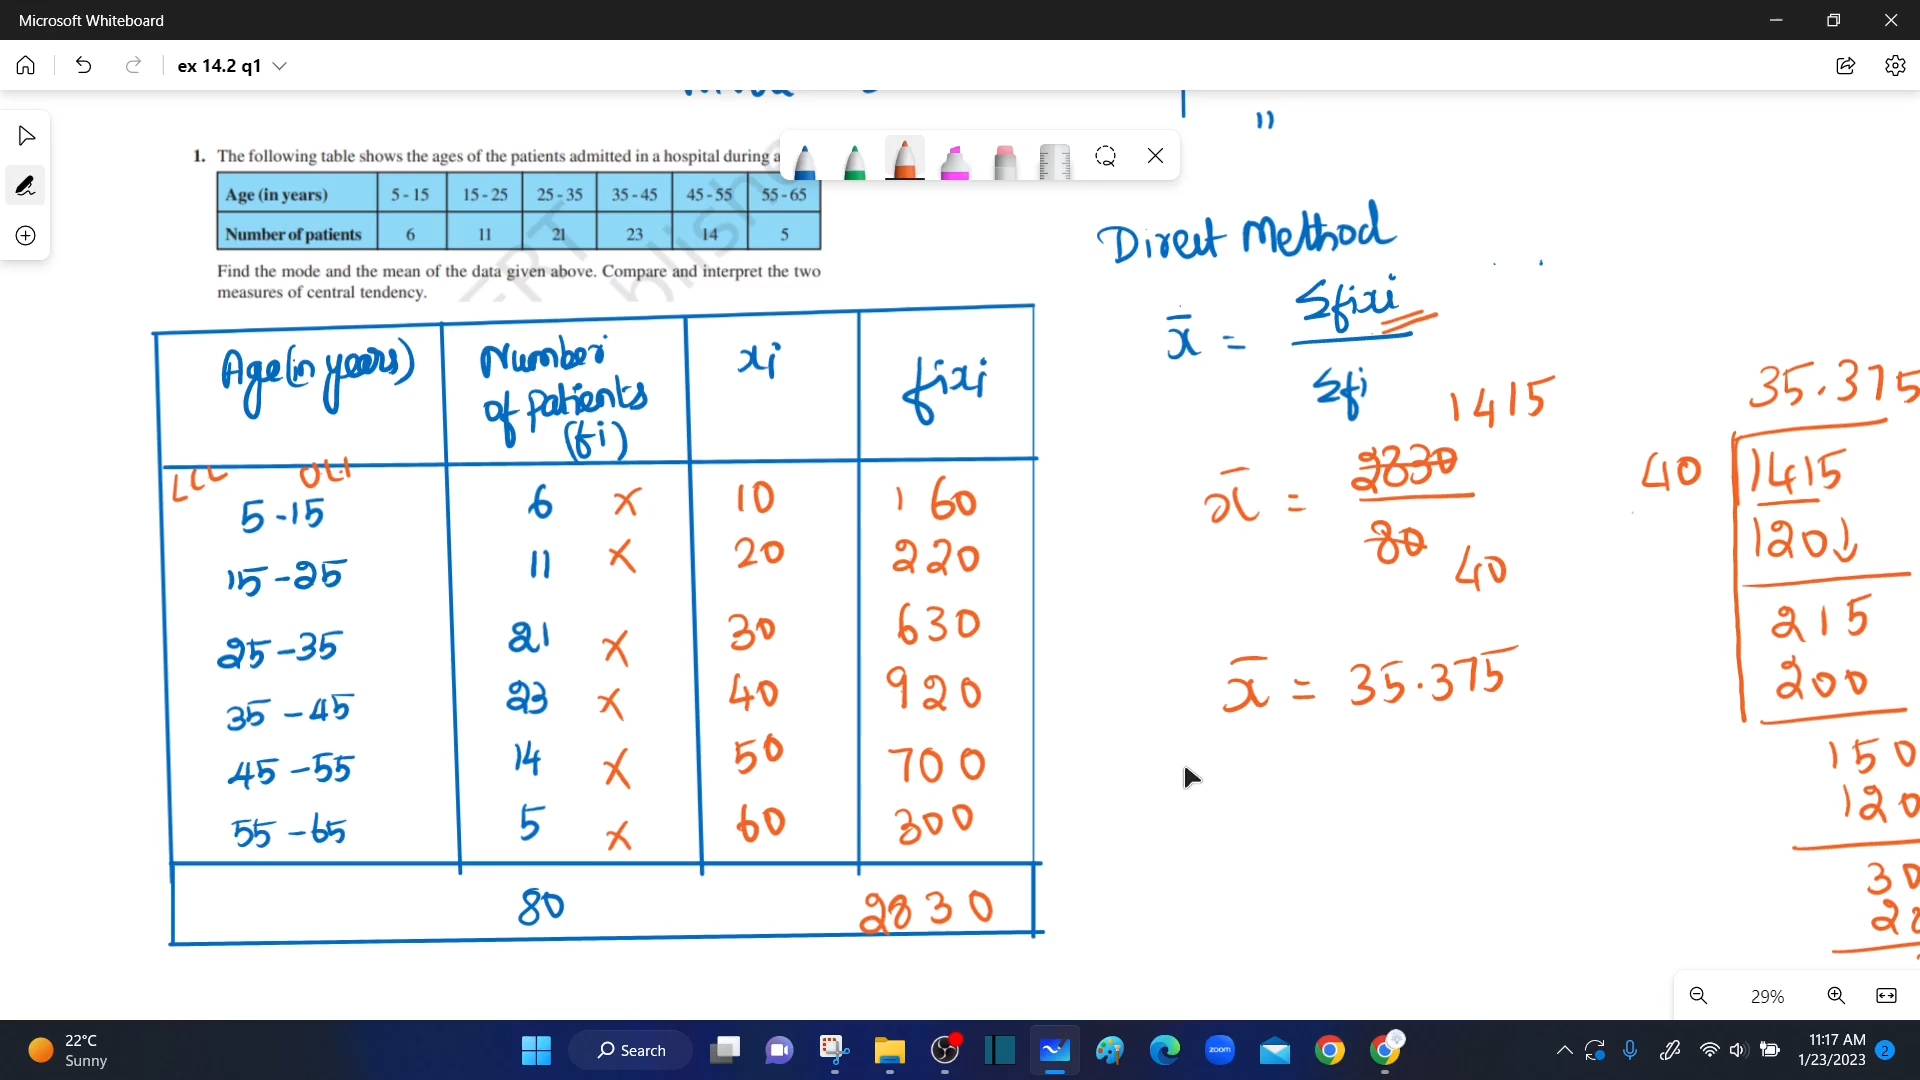 Microsoft Whiteboard
ex 14.2 q1
"
1. The following table shows the ages of the patients admitted in a hospital during a
Age (in years) 5 - 15 15 - 25 25 - 35 35 - 45 45 - 55 55 - 65
Number of patients 6 11 21 23 14 5
Find the mode and the mean of the data given above. Compare and interpret the two
measures of central tendency.
Direct Method
x̄ = Σfixi
Σfi
Age (in years) Number of patients (fi) xi fixi
LCL
5 - 15 6 x 10 160
15 - 25 11 x 20 220
25 - 35 21 x 30 630
35 - 45 23 x 40 920
45 - 55 14 x 50 700
55 - 65 5 x 60 300
80 2830
1415
x̄ = 2830
80
40
x̄ = 35.375
35.375
40 1415
120↓
215
200
150
120
30
29%
22°C
Sunny
Search
zoom
11:17 AM
1/23/2023
2